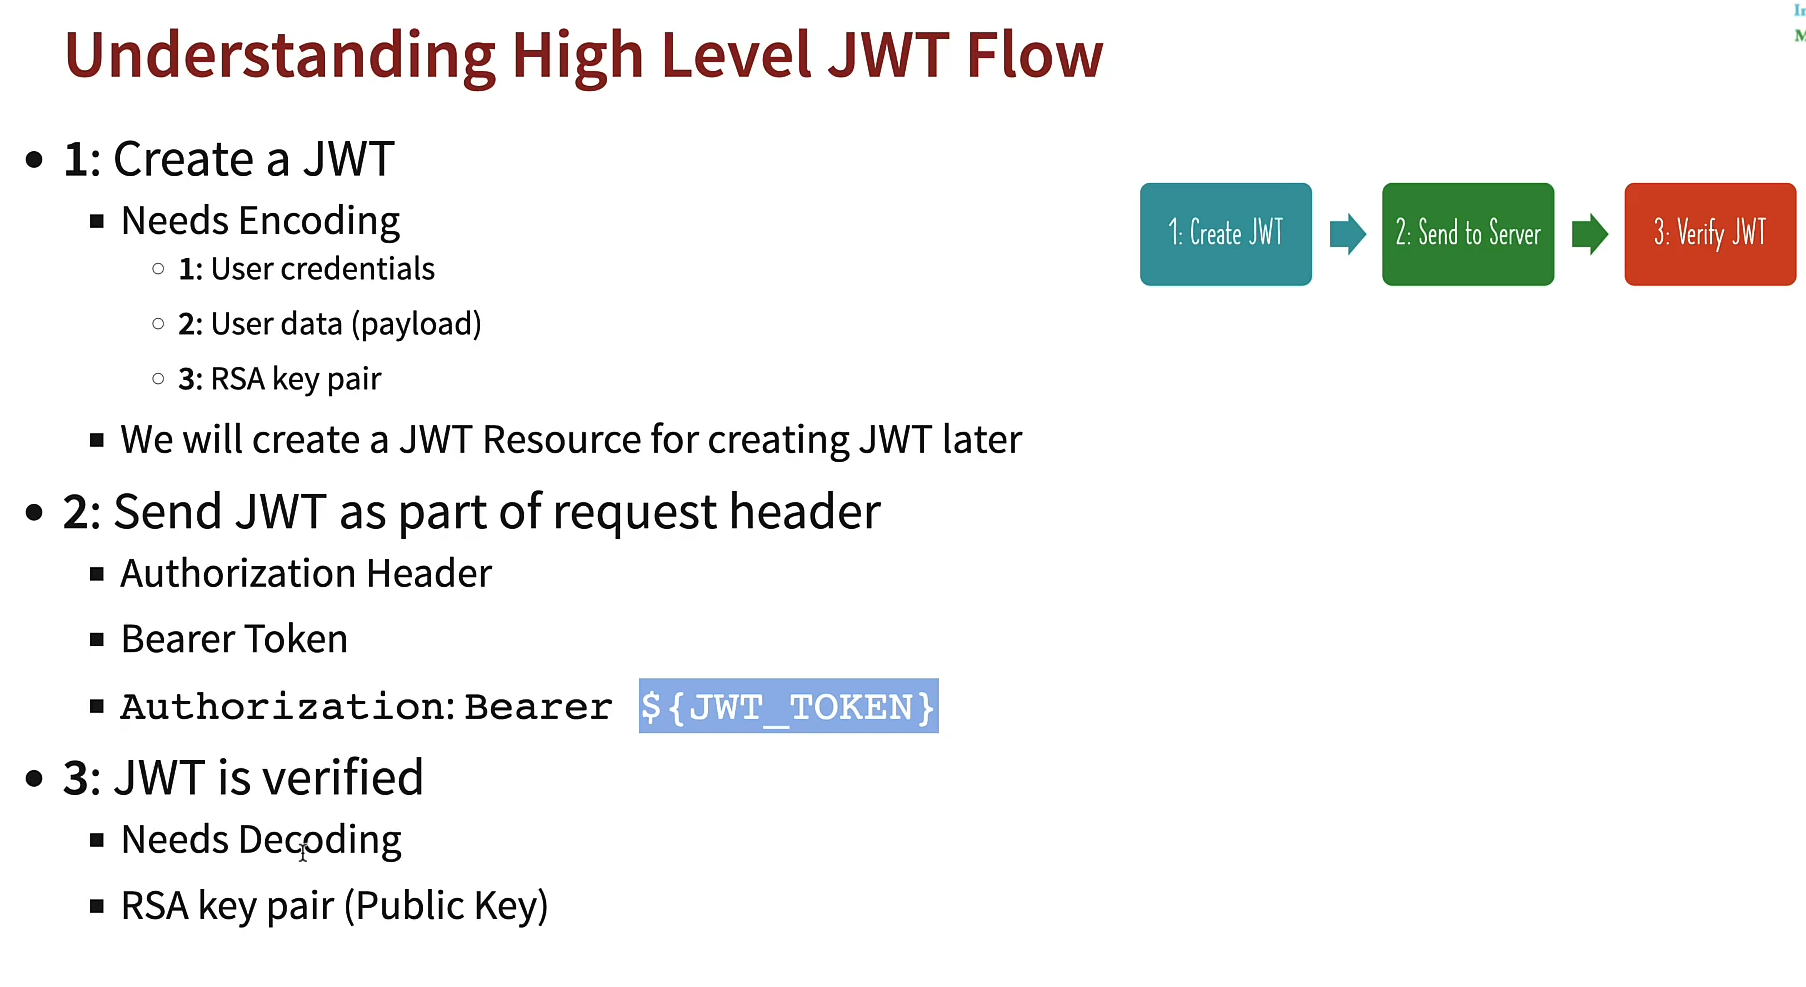 Understanding High Level JWT Flow
1: Create a JWT
Needs Encoding
1: User credentials
2: User data (payload)
3: RSA key pair
We will create a JWT Resource for creating JWT later
2: Send JWT as part of request header
Authorization Header
Bearer Token
Authorization: Bearer ${JWT_TOKEN}
3: JWT is verified
Needs Decoding
RSA key pair (Public Key)
1: Create JWT
2: Send to Server
3: Verify JWT